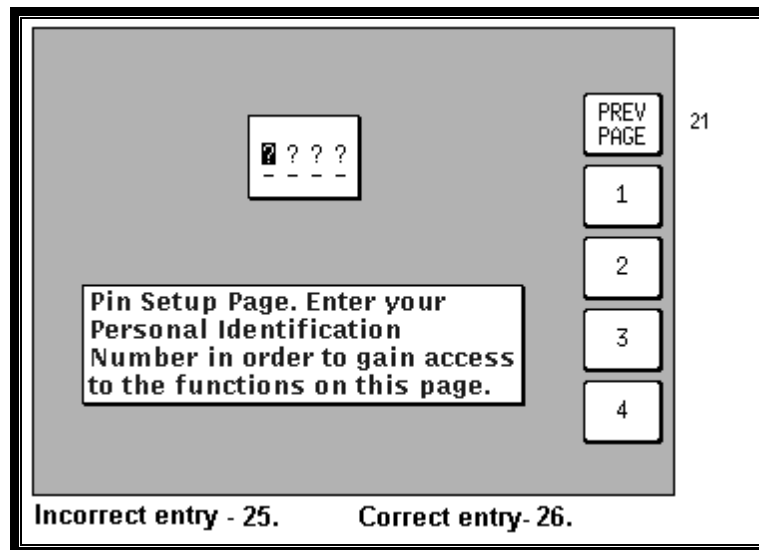 ? ? ? ?
PREV
PAGE
21
1
2
Pin Setup Page. Enter your
Personal Identification
Number in order to gain access
to the functions on this page.
3
4
Incorrect entry - 25.
Correct entry- 26.